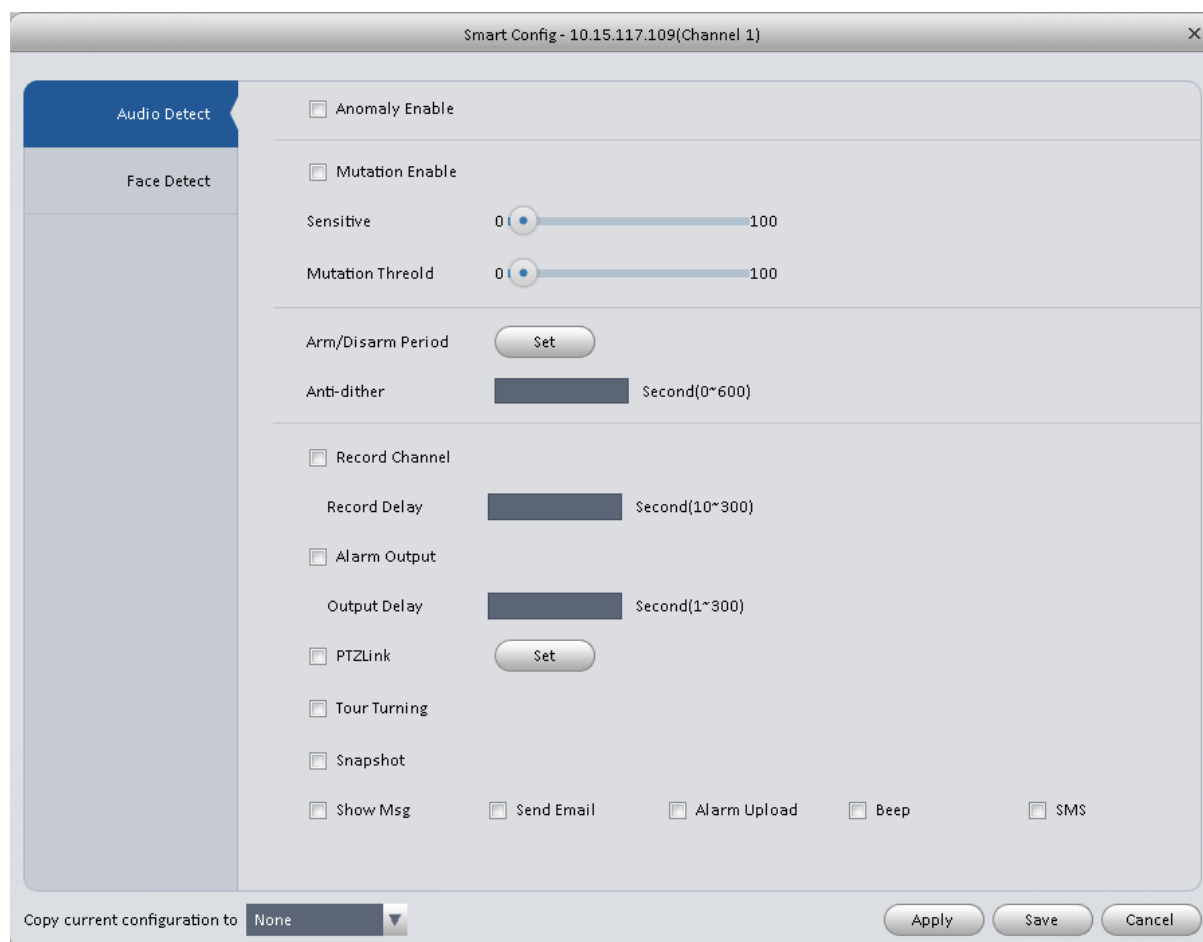 Smart Config - 10.15.117.109(Channel 1)
Audio Detect
Face Detect
Anomaly Enable
Mutation Enable
Sensitive 0 100
Mutation Threold 0 100
Arm/Disarm Period Set
Anti-dither Second(0~600)
Record Channel
Record Delay Second(10~300)
Alarm Output
Output Delay Second(1~300)
PTZLink Set
Tour Turning
Snapshot
Show Msg Send Email Alarm Upload Beep SMS
Copy current configuration to None Apply Save Cancel